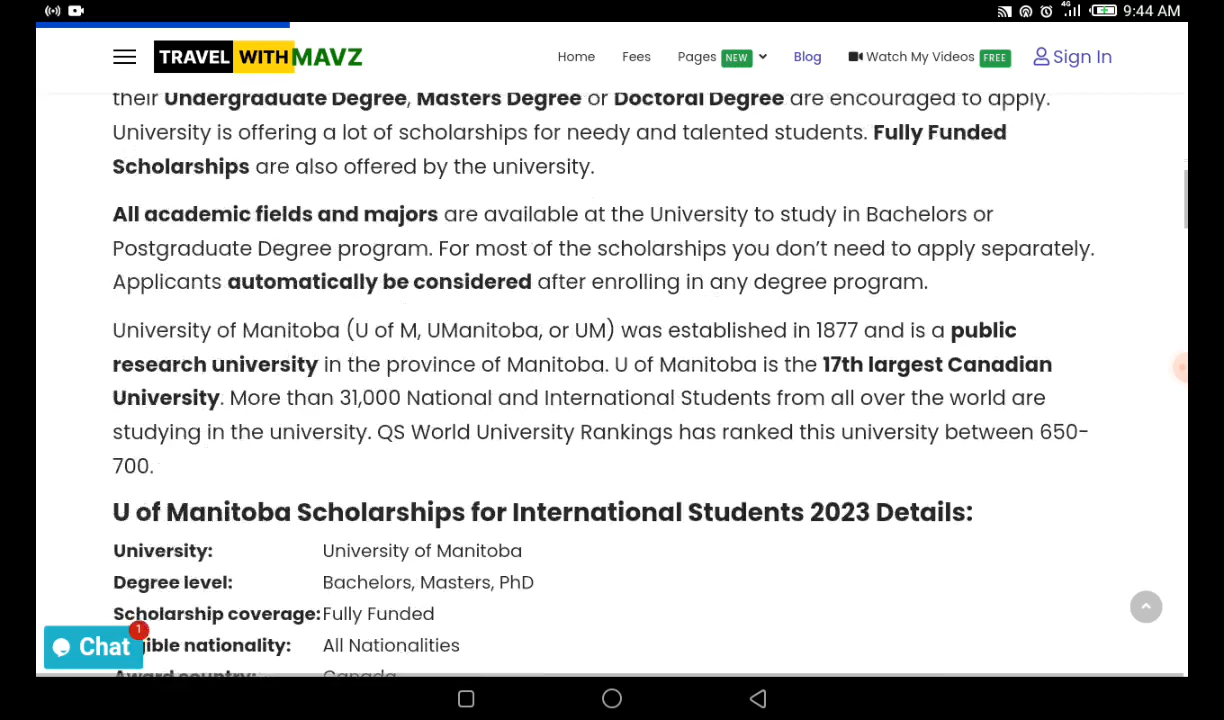 4G 9:44 AM
TRAVEL WITH MAVZ Home Fees Pages NEW Blog Watch My Videos FREE Sign In
their Undergraduate Degree, Masters Degree or Doctoral Degree are encouraged to apply.
University is offering a lot of scholarships for needy and talented students. Fully Funded
Scholarships are also offered by the university.
All academic fields and majors are available at the University to study in Bachelors or
Postgraduate Degree program. For most of the scholarships you don’t need to apply separately.
Applicants automatically be considered after enrolling in any degree program.
University of Manitoba (U of M, UManitoba, or UM) was established in 1877 and is a public
research university in the province of Manitoba. U of Manitoba is the 17th largest Canadian
University. More than 31,000 National and International Students from all over the world are
studying in the university. QS World University Rankings has ranked this university between 650-
700.
U of Manitoba Scholarships for International Students 2023 Details:
University: University of Manitoba
Degree level: Bachelors, Masters, PhD
Scholarship coverage: Fully Funded
gible nationality: All Nationalities
Chat 1
Award country: Canada